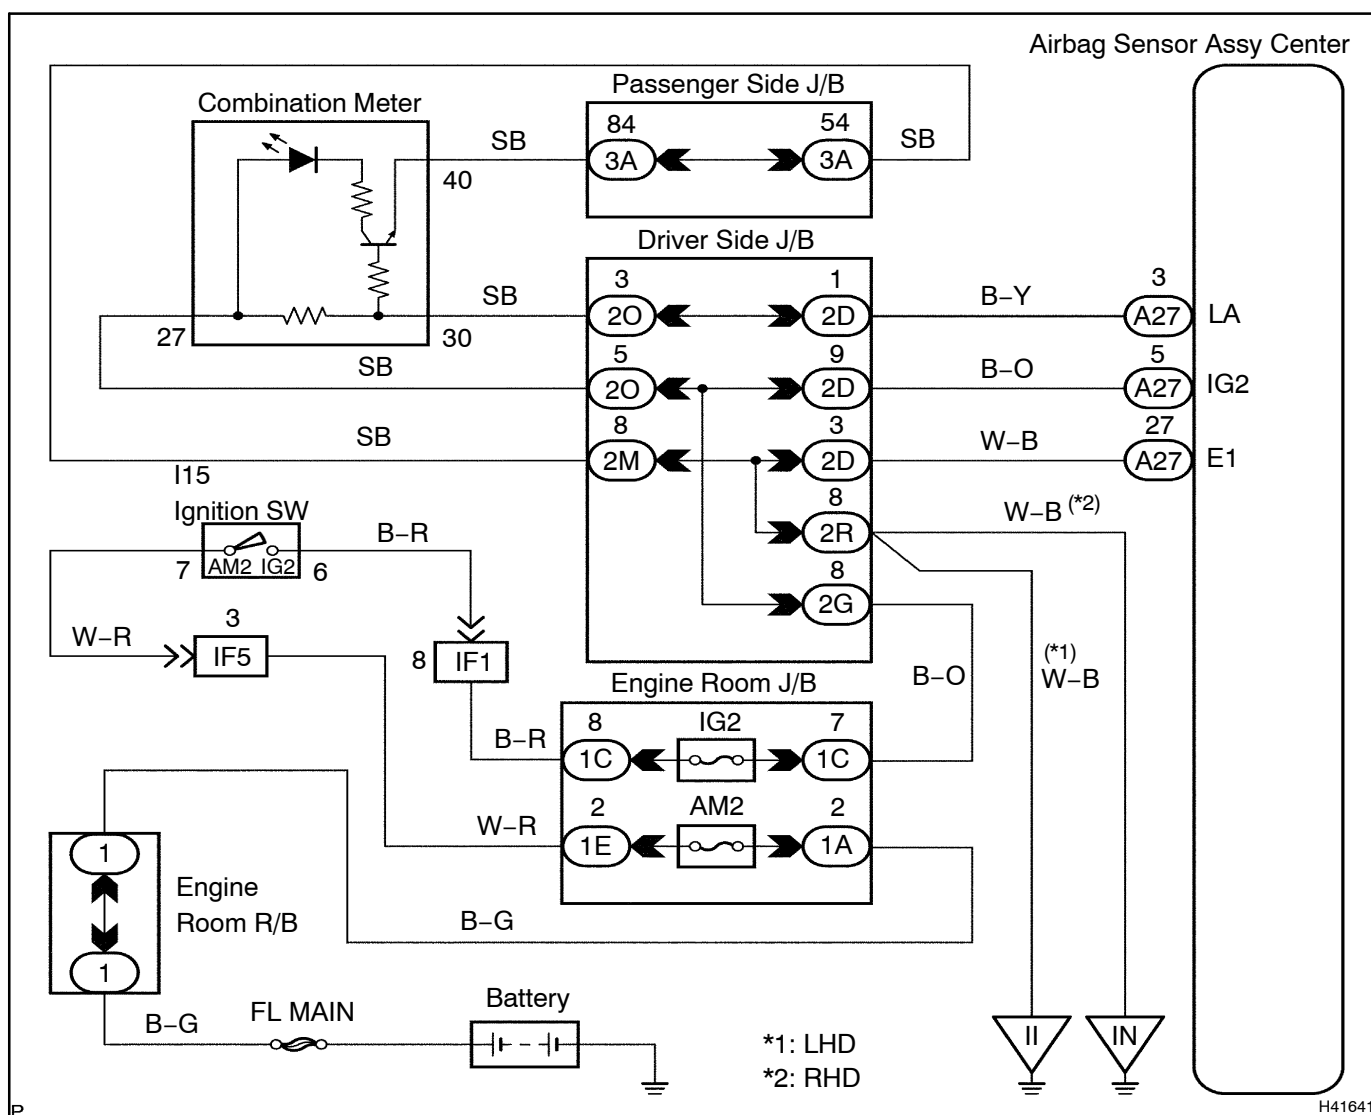 Airbag Sensor Assy Center
Passenger Side J/B
Combination Meter
84
54
SB
3A
3A
SB
40
Driver Side J/B
3
1
SB
2O
2D
B–Y
3
A27
LA
27
30
5
9
SB
2O
2D
B–O
5
A27
IG2
8
3
SB
2M
2D
W–B
27
A27
E1
I15
Ignition SW
8
B–R
2R
W–B (*2)
7
AM2 IG2
6
8
2G
3
W–R
IF5
8
IF1
B–O
(*1)
W–B
Engine Room J/B
8
IG2
7
B–R
1C
1C
2
AM2
2
W–R
1E
1A
1
Engine
Room R/B
B–G
1
FL MAIN
Battery
B–G
II
IN
*1: LHD
*2: RHD
P
H41641